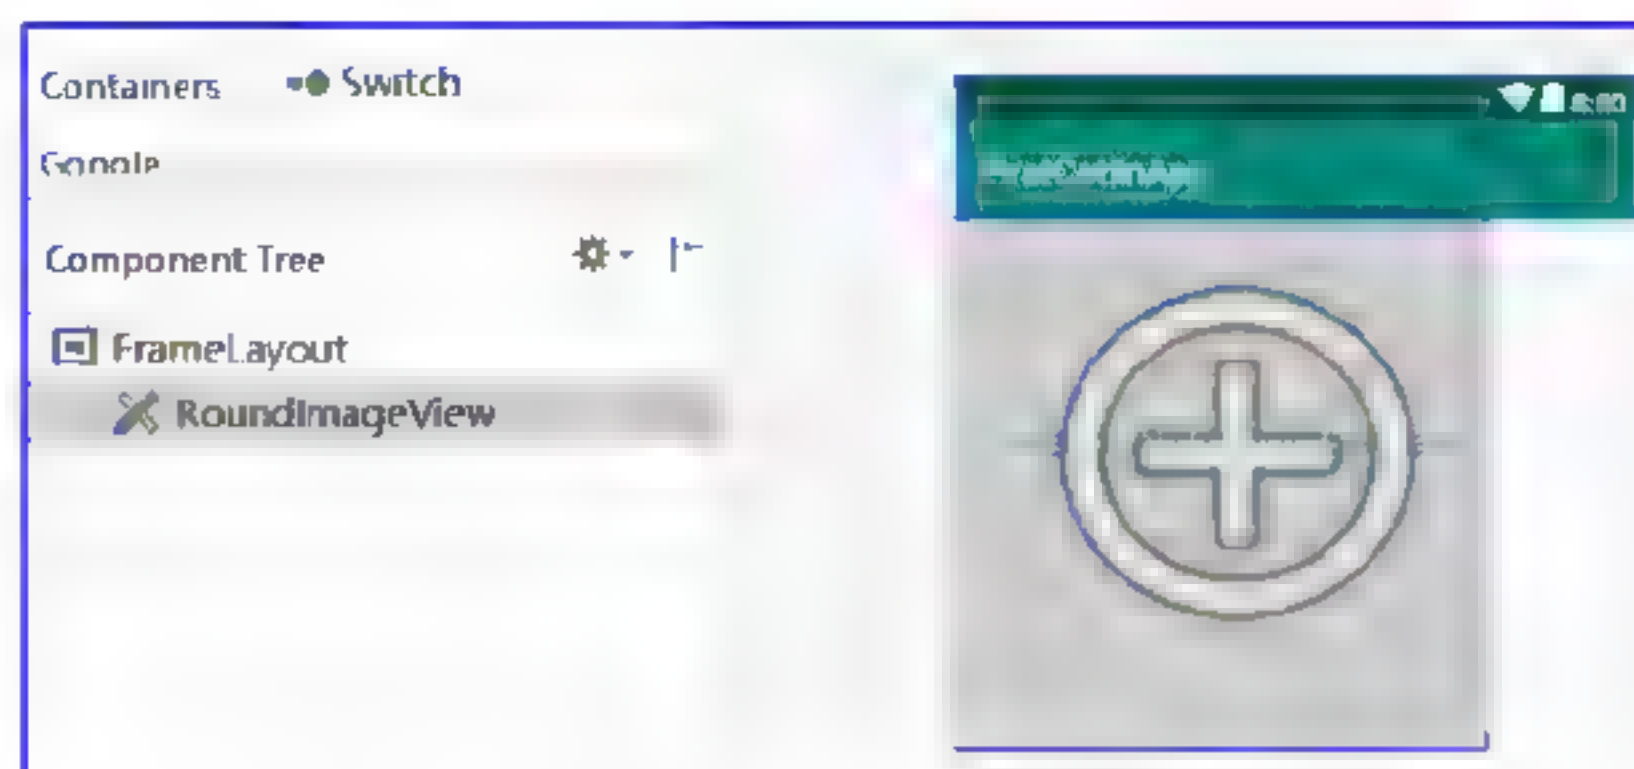 Containers Switch
Google
Component Tree
FrameLayout
RoundImageView